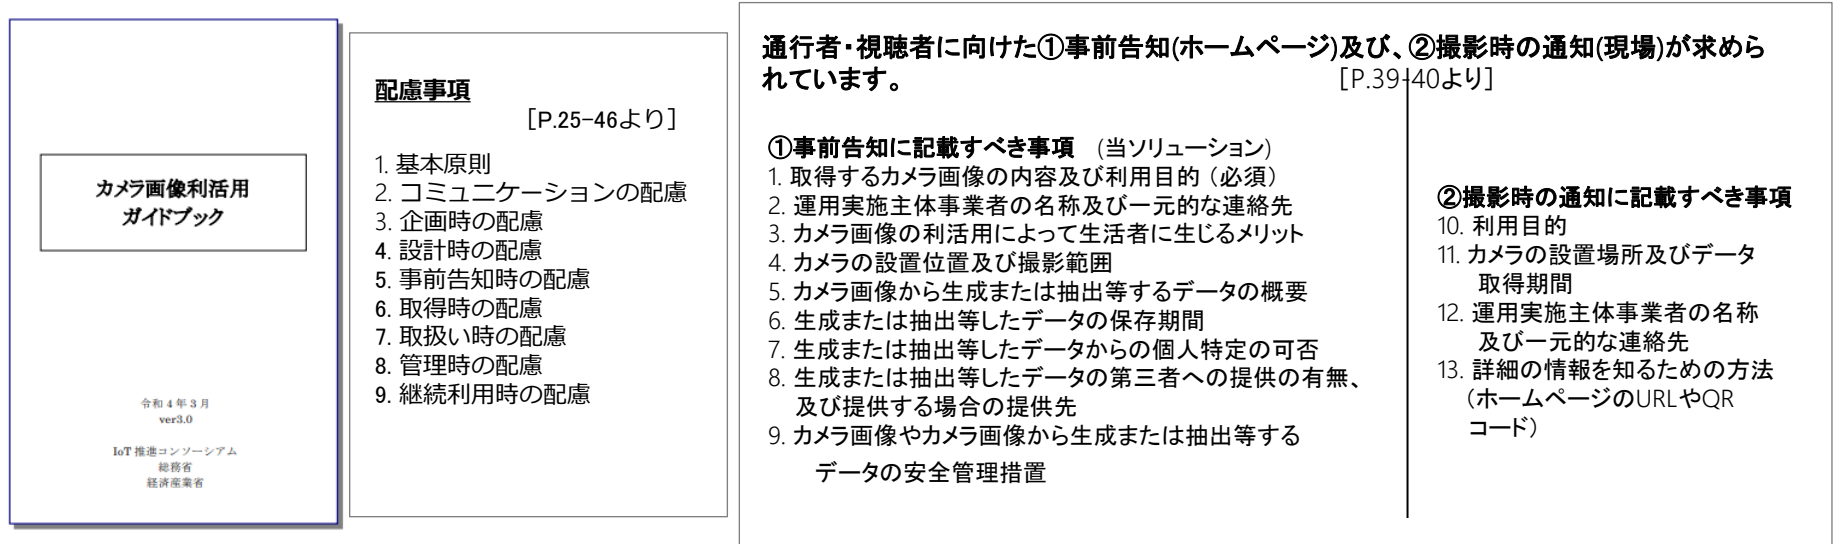 カメラ画像利活用
ガイドブック
令和4年3月
ver3.0
IoT推進コンソーシアム
総務省
経済産業省
配慮事項
[P.25-46より]
1. 基本原則
2. コミュニケーションの配慮
3. 企画時の配慮
4. 設計時の配慮
5. 事前告知時の配慮
6. 取得時の配慮
7. 取扱い時の配慮
8. 管理時の配慮
9. 継続利用時の配慮
通行者・視聴者に向けた①事前告知(ホームページ)及び、②撮影時の通知(現場)が求めら
れています。 [P.39-40より]
①事前告知に記載すべき事項 (当ソリューション)
1. 取得するカメラ画像の内容及び利用目的（必須）
2. 運用実施主体事業者の名称及び一元的な連絡先
3. カメラ画像の利活用によって生活者に生じるメリット
4. カメラの設置位置及び撮影範囲
5. カメラ画像から生成または抽出等するデータの概要
6. 生成または抽出等したデータの保存期間
7. 生成または抽出等したデータからの個人特定の可否
8. 生成または抽出等したデータの第三者への提供の有無、
及び提供する場合の提供先
9. カメラ画像やカメラ画像から生成または抽出等する
データの安全管理措置
②撮影時の通知に記載すべき事項
10. 利用目的
11. カメラの設置場所及びデータ
取得期間
12. 運用実施主体事業者の名称
及び一元的な連絡先
13. 詳細の情報を知るための方法
（ホームページのURLやQR
コード）